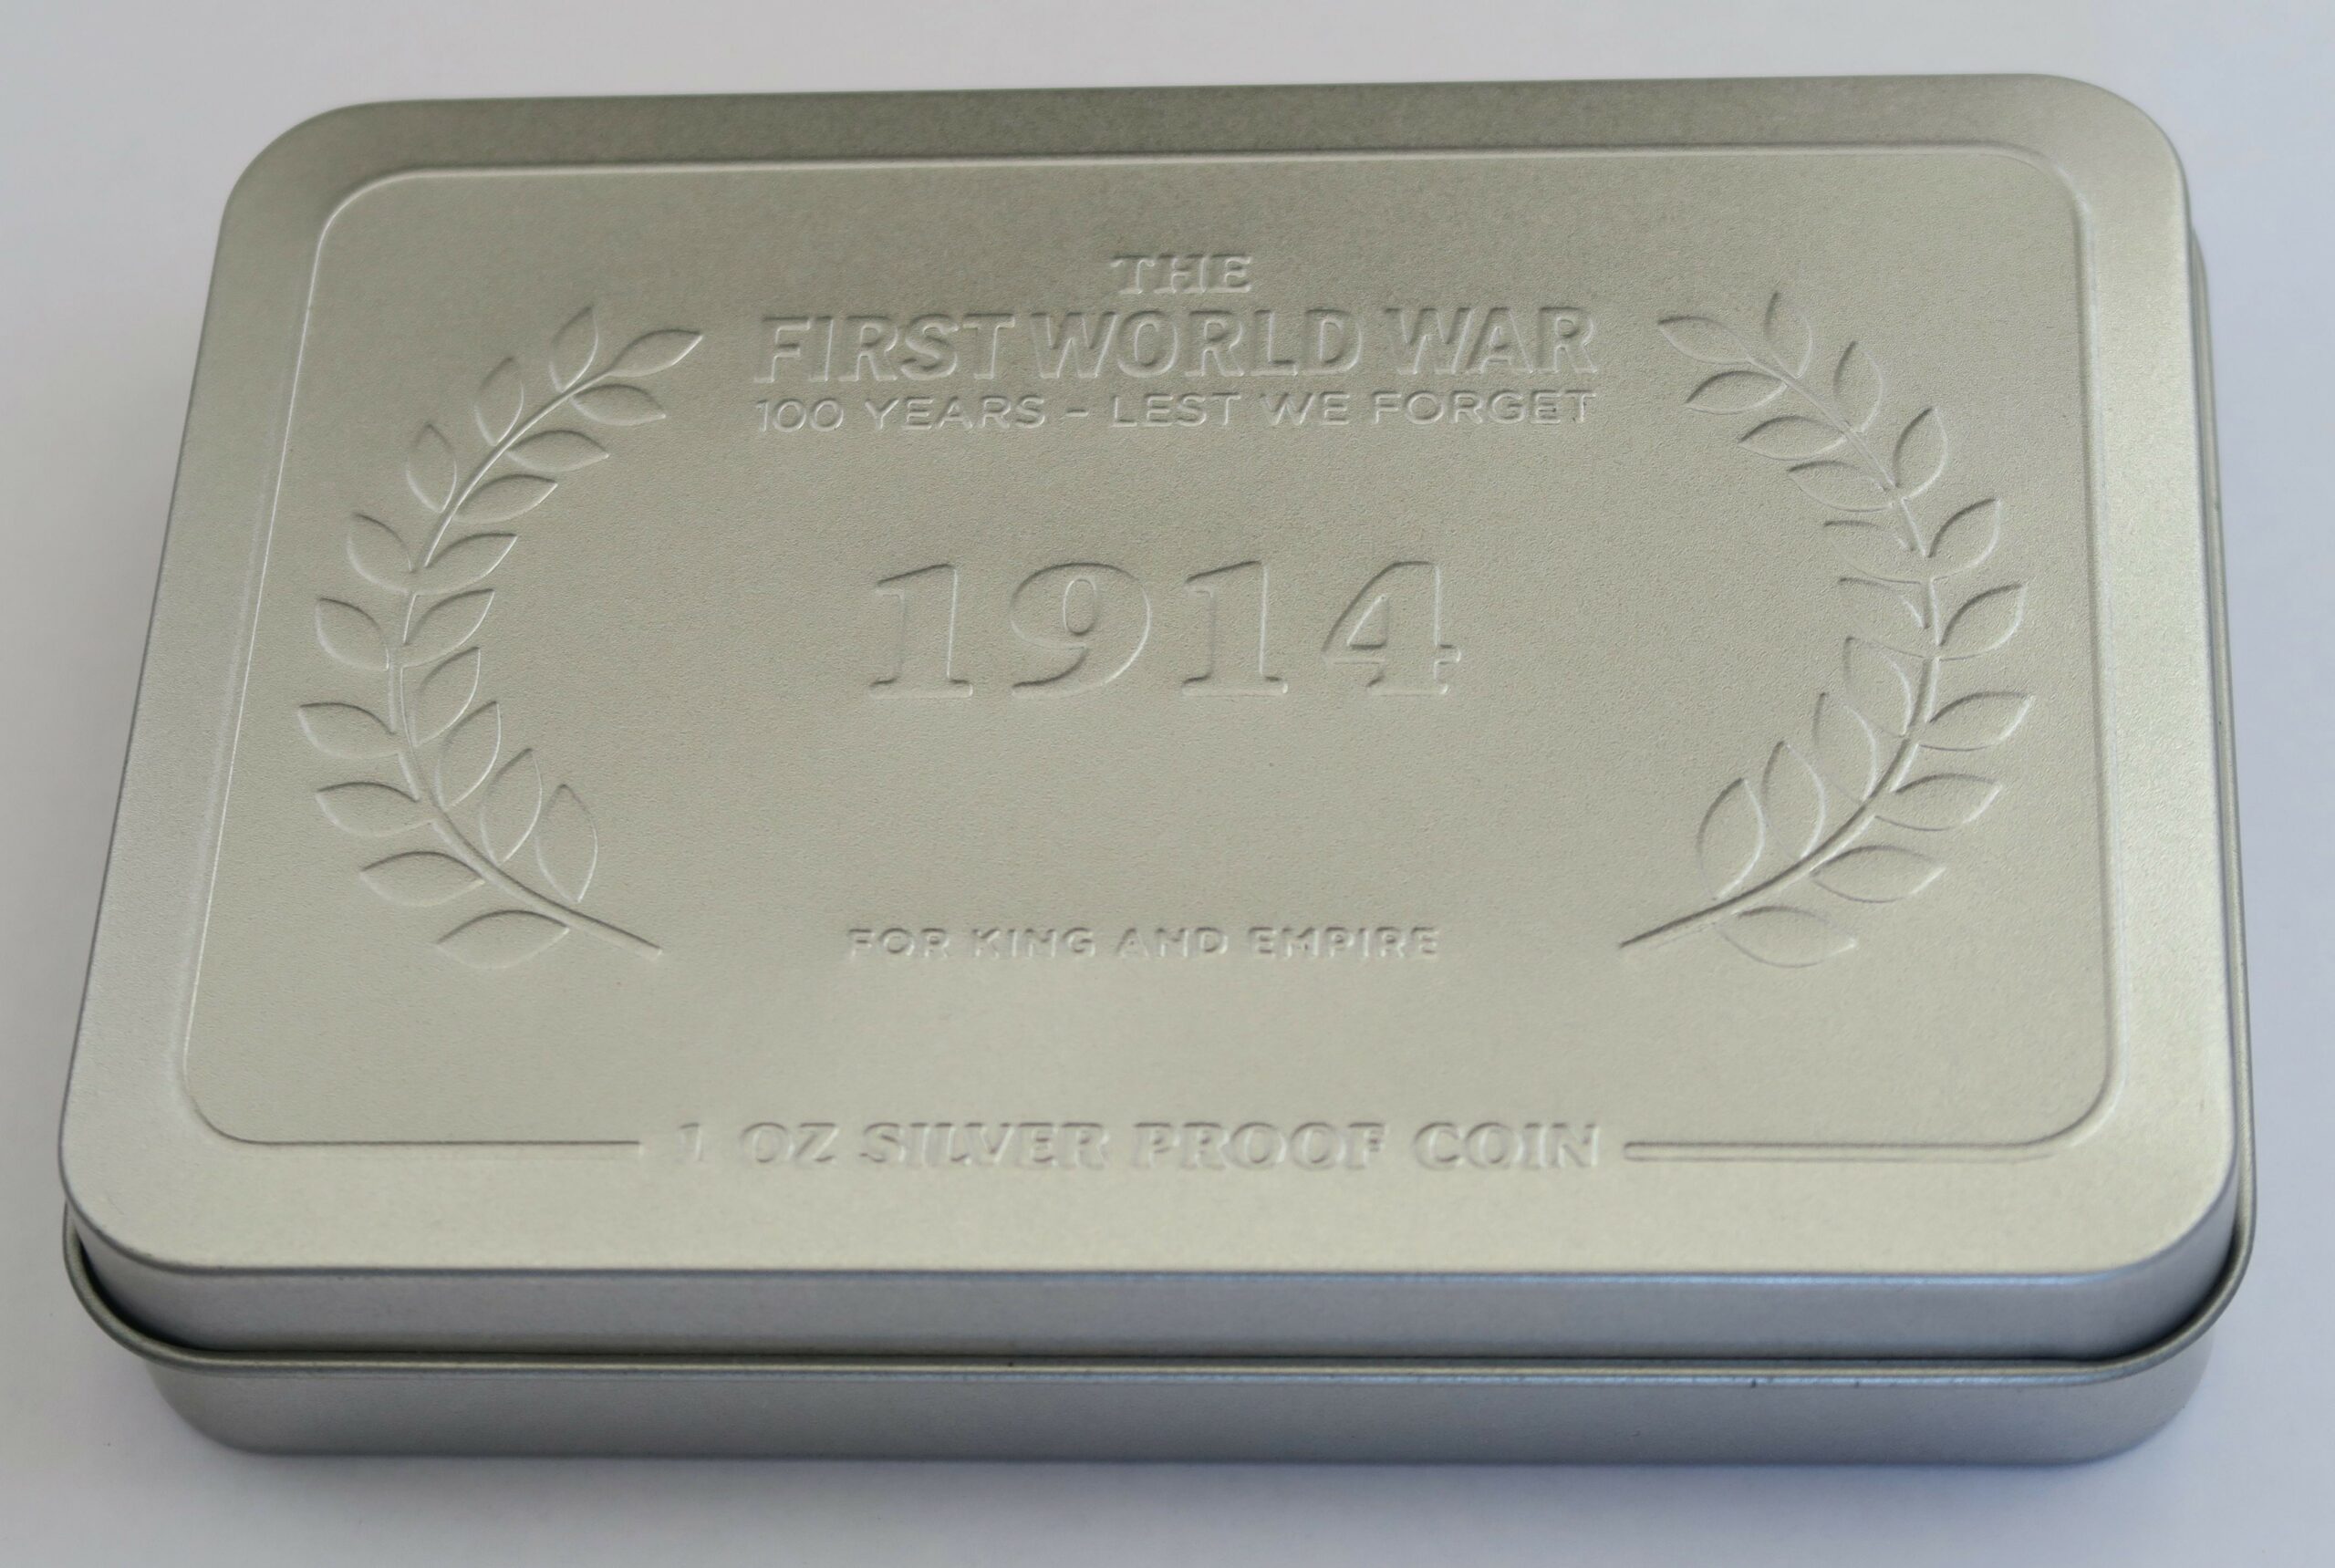 THE
FIRST WORLD WAR
100 YEARS – LEST WE FORGET
1914
FOR KING AND EMPIRE
1 OZ SILVER PROOF COIN